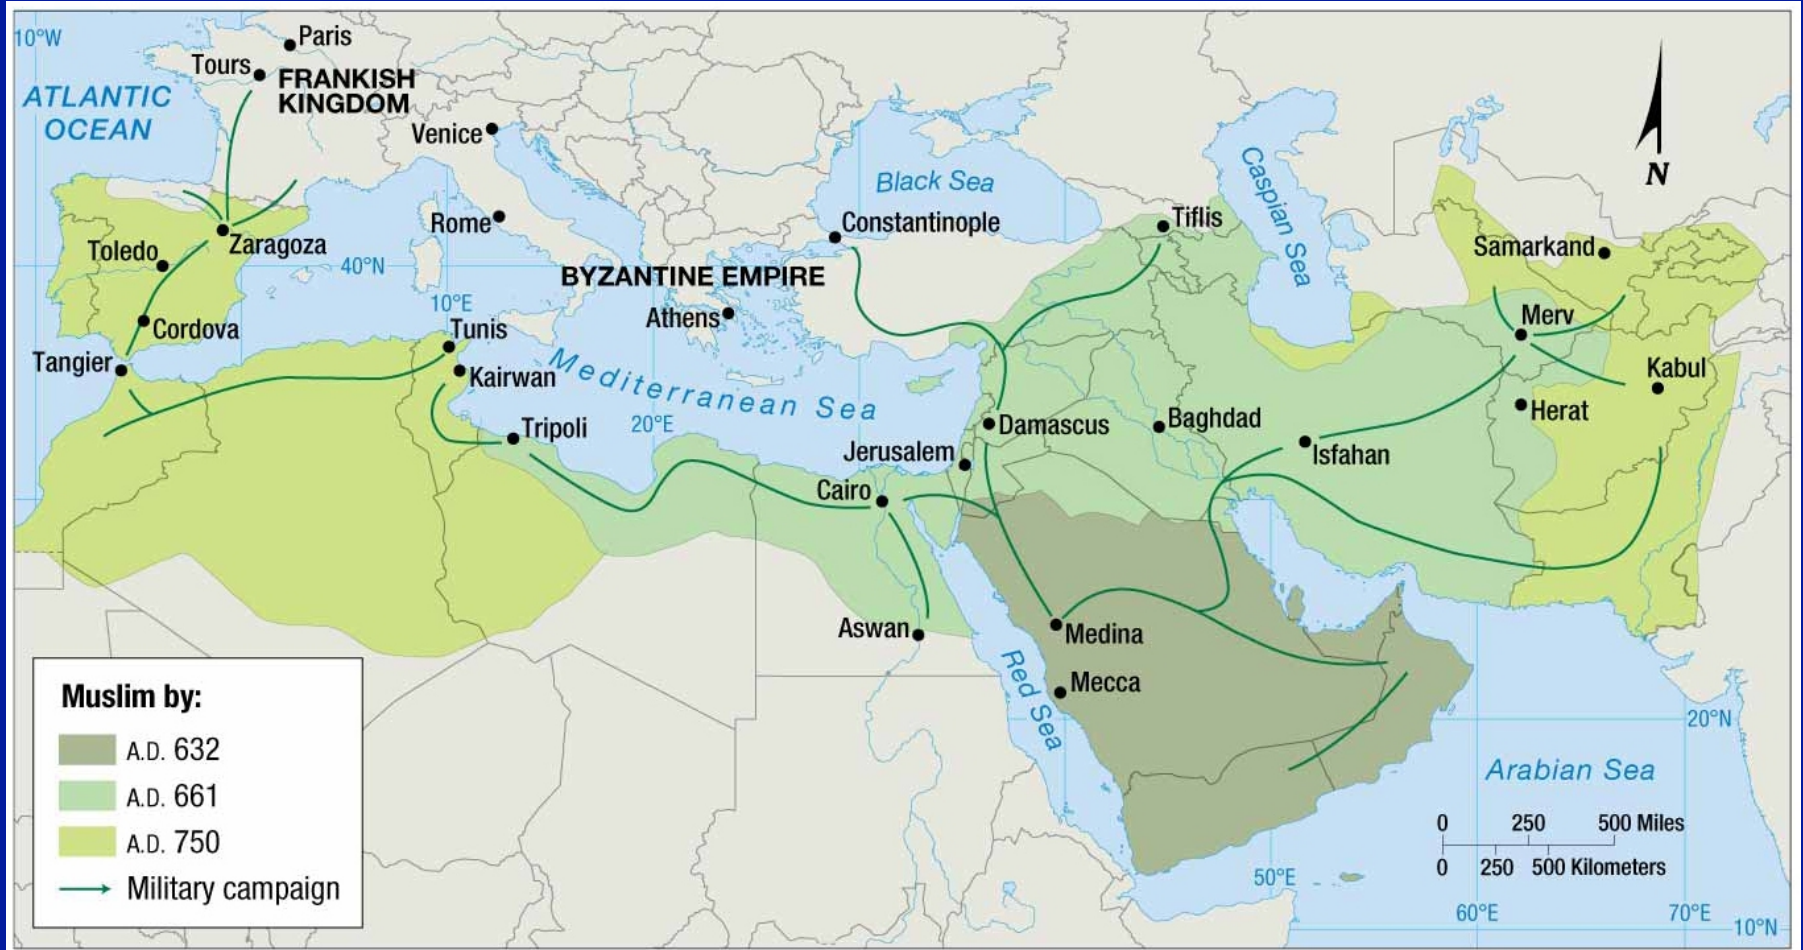 10°W
Paris
Tours
FRANKISH
KINGDOM
ATLANTIC
OCEAN
Venice
Black Sea
Caspian Sea
N
Rome
Constantinople
Tiflis
Samarkand
Toledo
Zaragoza
40°N
BYZANTINE EMPIRE
10°E
Athens
Merv
Cordova
Tunis
Tangier
Kairwan
Mediterranean Sea
Kabul
Herat
Tripoli
20°E
Damascus
Baghdad
Jerusalem
Isfahan
Cairo
Aswan
Medina
Red Sea
Mecca
20°N
Arabian Sea
Muslim by:
A.D. 632
A.D. 661
A.D. 750
Military campaign
0 250 500 Miles
0 250 500 Kilometers
50°E
60°E
70°E
10°N